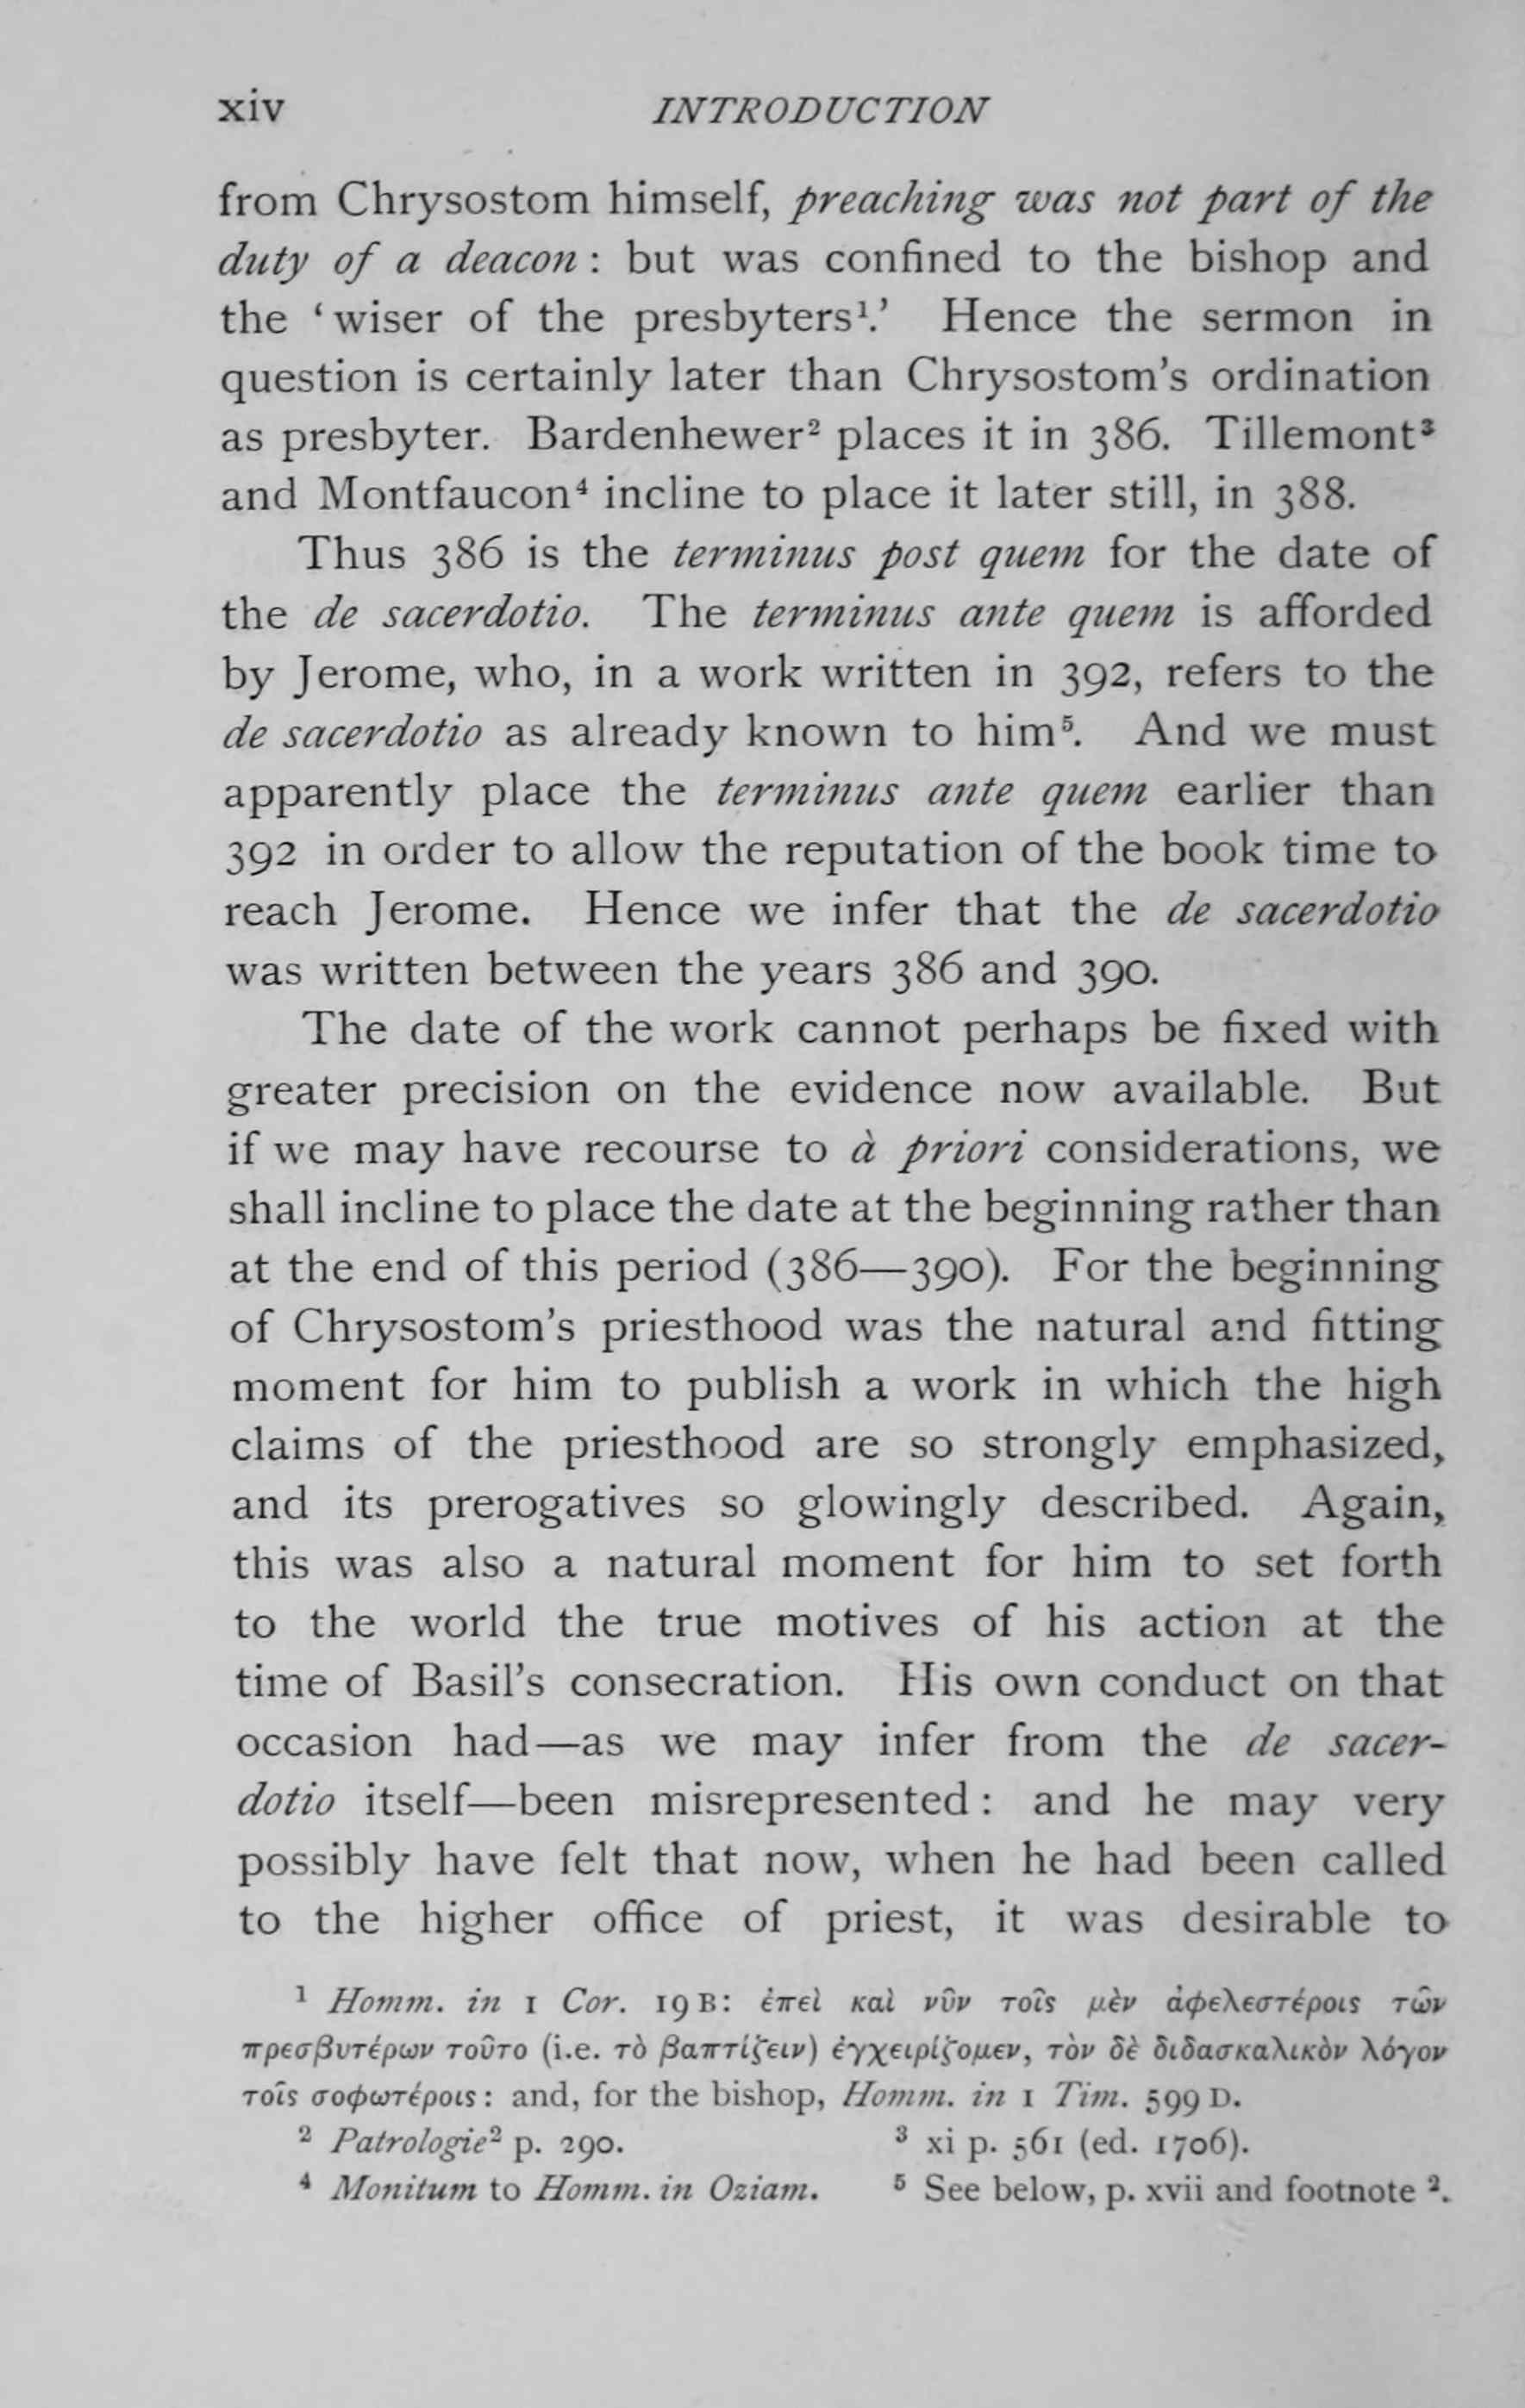 xiv INTRODUCTION
from Chrysostom himself, preaching was not part of the
duty of a deacon : but was confined to the bishop and
the ‘wiser of the presbyters¹.’ Hence the sermon in
question is certainly later than Chrysostom’s ordination
as presbyter. Bardenhewer² places it in 386. Tillemont³
and Montfaucon⁴ incline to place it later still, in 388.
Thus 386 is the terminus post quem for the date of
the de sacerdotio. The terminus ante quem is afforded
by Jerome, who, in a work written in 392, refers to the
de sacerdotio as already known to him⁵. And we must
apparently place the terminus ante quem earlier than
392 in order to allow the reputation of the book time to
reach Jerome. Hence we infer that the de sacerdotio
was written between the years 386 and 390.
The date of the work cannot perhaps be fixed with
greater precision on the evidence now available. But
if we may have recourse to à priori considerations, we
shall incline to place the date at the beginning rather than
at the end of this period (386—390). For the beginning
of Chrysostom’s priesthood was the natural and fitting
moment for him to publish a work in which the high
claims of the priesthood are so strongly emphasized,
and its prerogatives so glowingly described. Again,
this was also a natural moment for him to set forth
to the world the true motives of his action at the
time of Basil’s consecration. His own conduct on that
occasion had—as we may infer from the de sacer-
dotio itself—been misrepresented : and he may very
possibly have felt that now, when he had been called
to the higher office of priest, it was desirable to
¹ Homm. in 1 Cor. 19 B: ἐπεὶ καὶ νῦν τοῖς μὲν ἀφελεστέροις τῶν
πρεσβυτέρων τοῦτο (i.e. τὸ βαπτίζειν) ἐγχειρίζομεν, τὸν δὲ διδασκαλικὸν λόγον
τοῖς σοφωτέροις : and, for the bishop, Homm. in 1 Tim. 599 D.
² Patrologie² p. 290. ³ xi p. 561 (ed. 1706).
⁴ Monitum to Homm. in Oziam. ⁵ See below, p. xvii and footnote ².